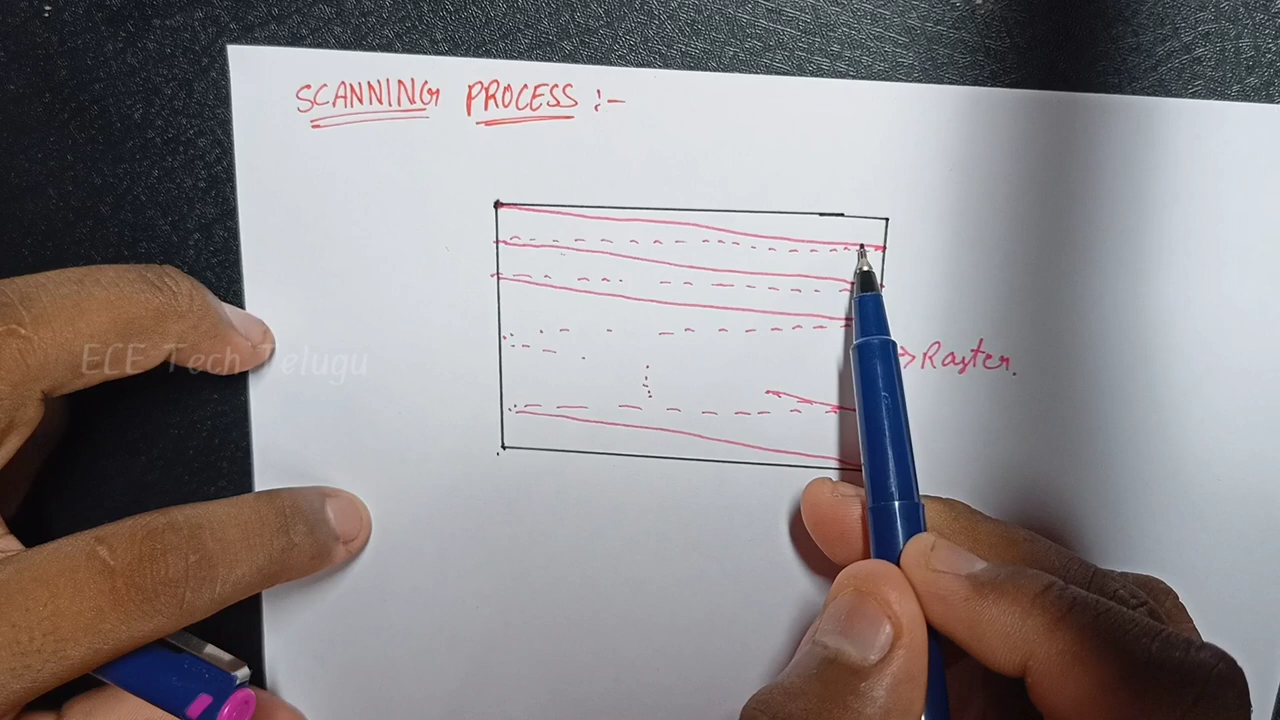 SCANNING PROCESS :-
ECE Tech Telugu
→ Raster.